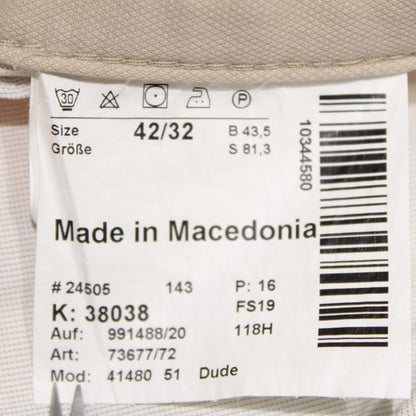 30 P
Size 42/32 B 43,5
Größe S 81,3
10344580
Made in Macedonia
# 24505 143 P: 16
K: 38038 FS19
Auf: 991488/20 118H
Art: 73677/72
Mod: 41480 51 Dude